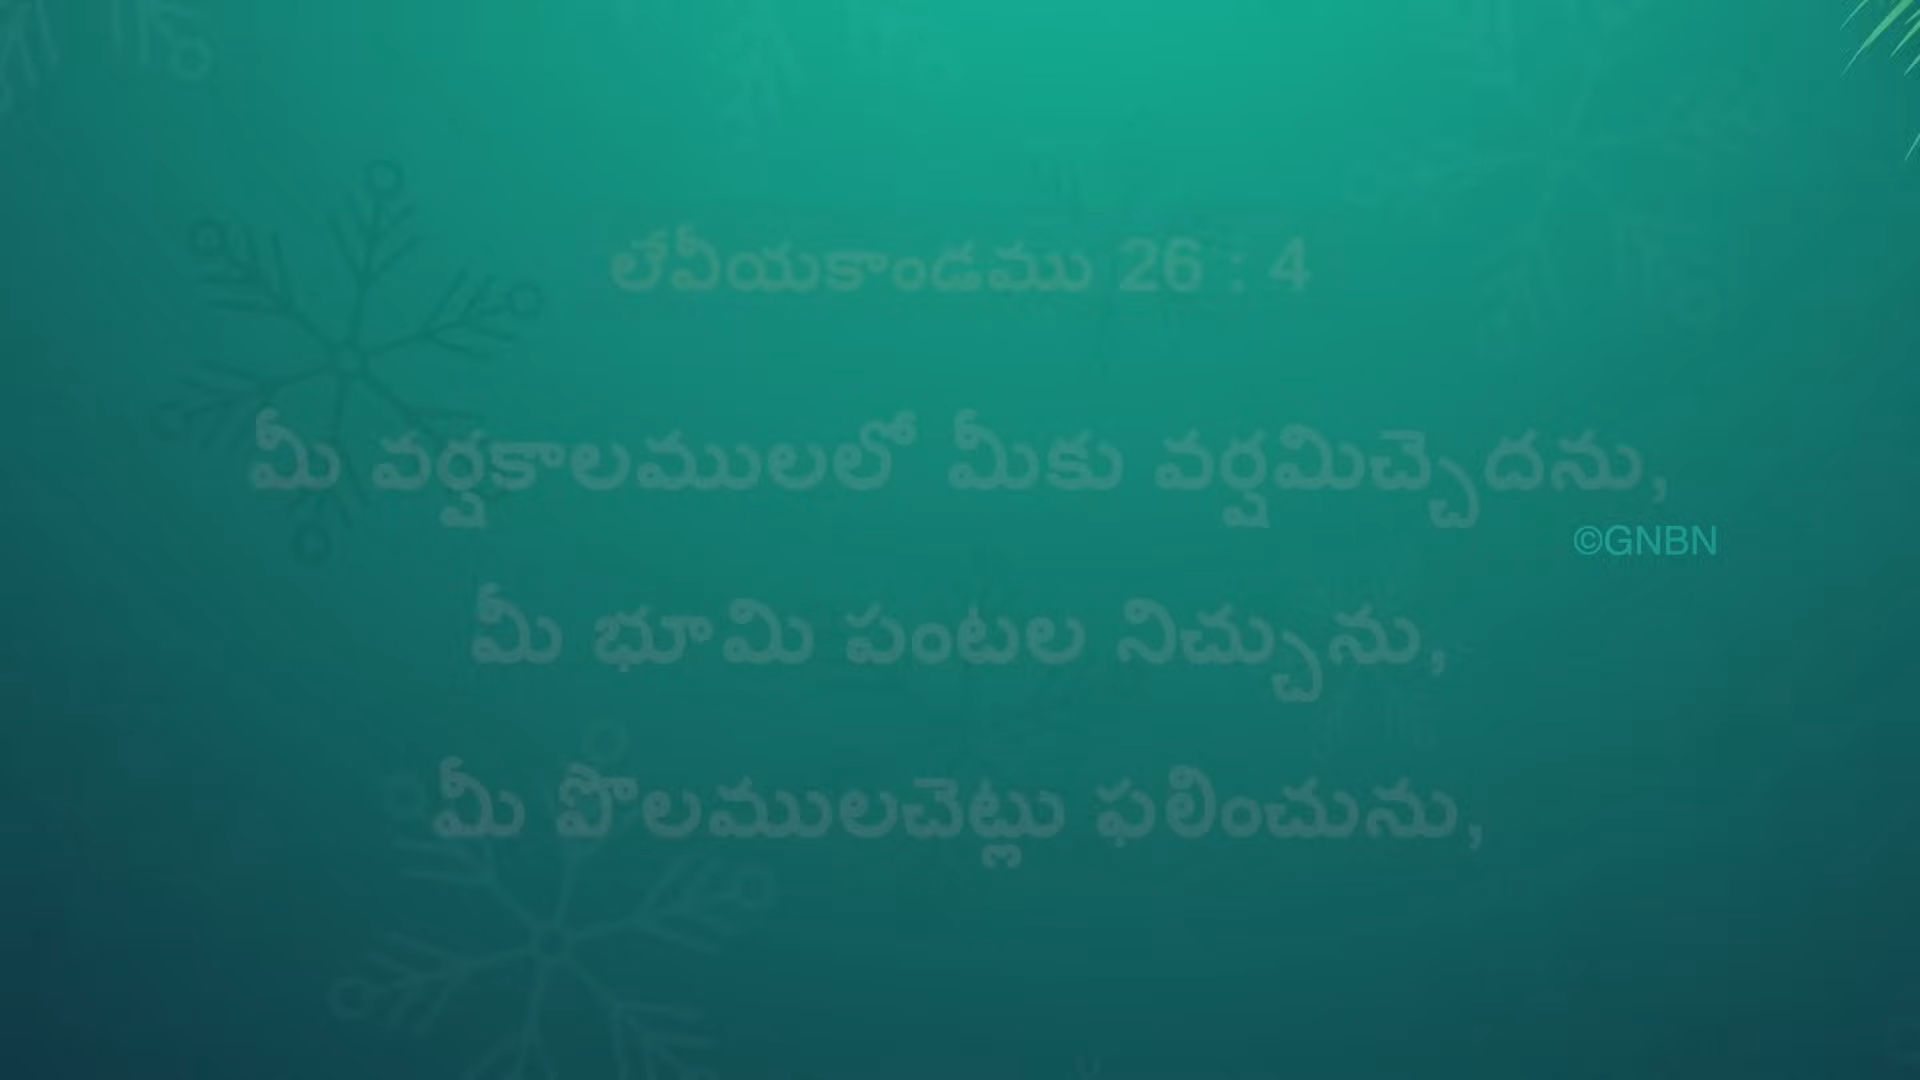 లేవీయకాండము 26 : 4
మీ వర్షకాలములలో మీకు వర్షమిచ్చెదను,
©GNBN
మీ భూమి పంటల నిచ్చును,
మీ పొలములచెట్లు ఫలించును,